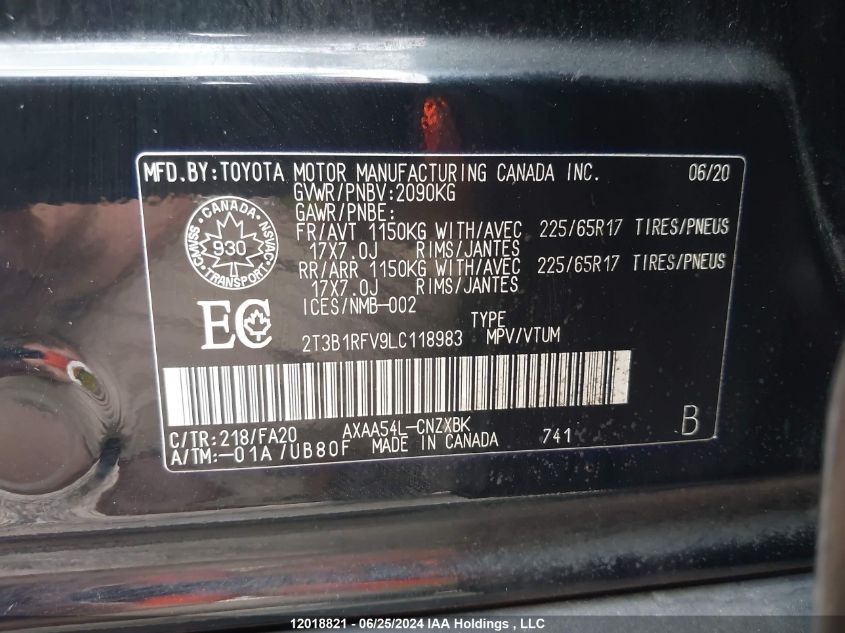 MFD.BY:TOYOTA MOTOR MANUFACTURING CANADA INC. 06/20
GVWR/PNBV:2090KG
GAWR/PNBE:
FR/AVT 1150KG WITH/AVEC 225/65R17 TIRES/PNEUS
17X7.0J RIMS/JANTES
RR/ARR 1150KG WITH/AVEC 225/65R17 TIRES/PNEUS
17X7.0J RIMS/JANTES
ICES/NMB-002
CANADA
CMVSS 930 NSVAC
TRANSPORT
EC
TYPE
2T3B1RFV9LC118983 MPV/VTUM
C/TR:218/FA20 AXAA54L-CNZXBK
A/TM:-01A/UB80F MADE IN CANADA 741 B
12018821 - 06/25/2024 IAA Holdings, LLC